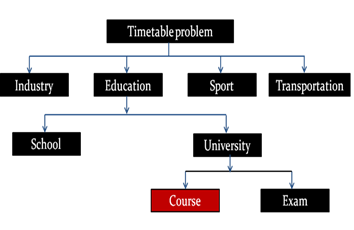 Timetable problem
Industry
Education
Sport
Transportation
School
University
Course
Exam